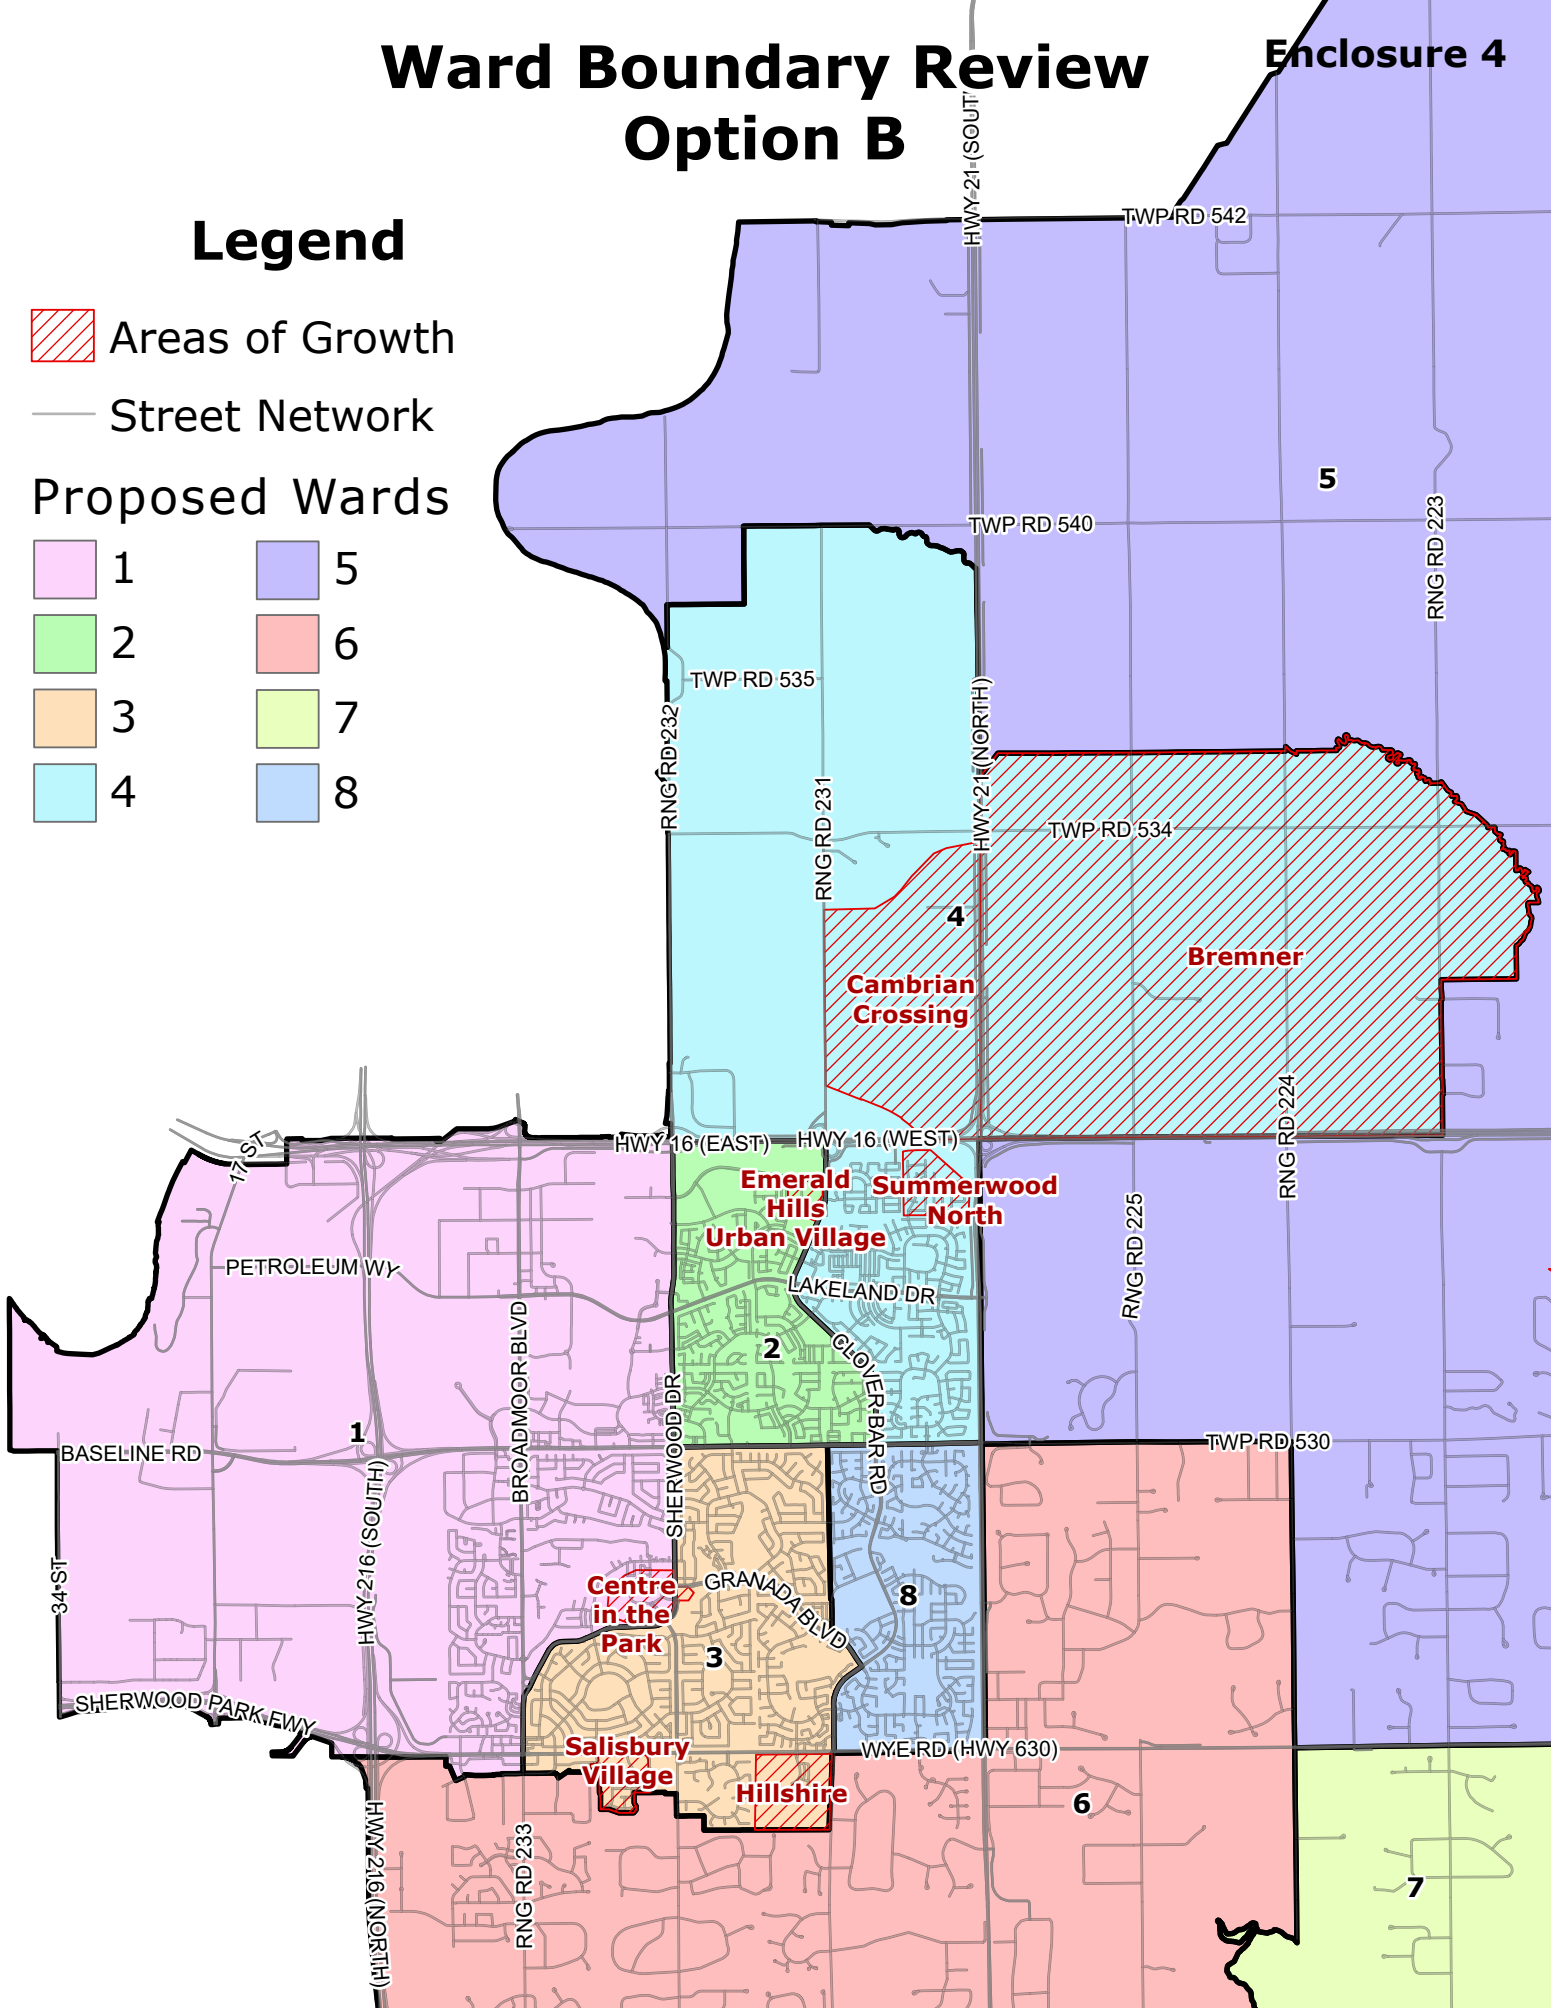 Ward Boundary Review
Option B
Enclosure 4
Legend
Areas of Growth
Street Network
Proposed Wards
1
2
3
4
5
6
7
8
HWY 21 (SOUT
TWP RD 542
5
TWP RD 540
RNG RD 223
TWP RD 535
RNG RD 232
HWY 21 (NORTH)
RNG RD 231
TWP RD 534
4
Bremner
Cambrian
Crossing
RNG RD 224
17 ST
HWY 16 (EAST)
HWY 16 (WEST)
Emerald
Hills
Urban Village
Summerwood
North
RNG RD 225
PETROLEUM WY
LAKELAND DR
BROADMOOR BLVD
2
CLOVER BAR RD
SHERWOOD DR
1
BASELINE RD
TWP RD 530
HWY 216 (SOUTH)
34 ST
Centre
in the
Park
GRANADA BLVD
8
3
SHERWOOD PARK FWY
Salisbury
Village
WYE RD (HWY 630)
Hillshire
6
HWY 216 (NORTH)
RNG RD 233
7